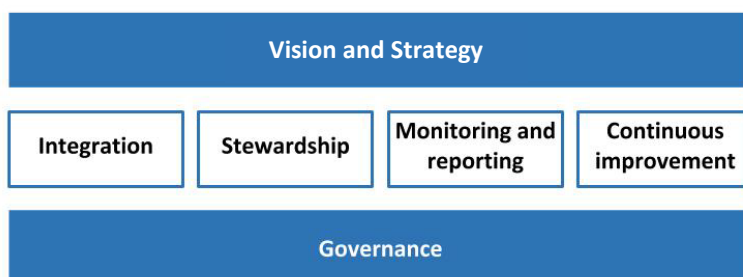 Vision and Strategy
Integration
Stewardship
Monitoring and
reporting
Continuous
improvement
Governance